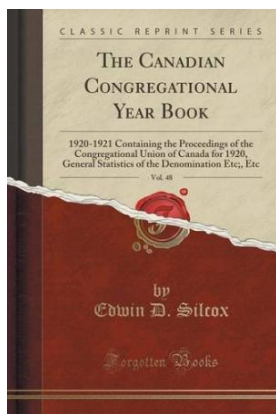 CLASSIC REPRINT SERIES
THE CANADIAN
CONGREGATIONAL
YEAR BOOK
1920-1921 Containing the Proceedings of the
Congregational Union of Canada for 1920,
General Statistics of the Denomination Etc;, Etc
Vol. 48
by
Edwin D. Silcox
Forgotten Books